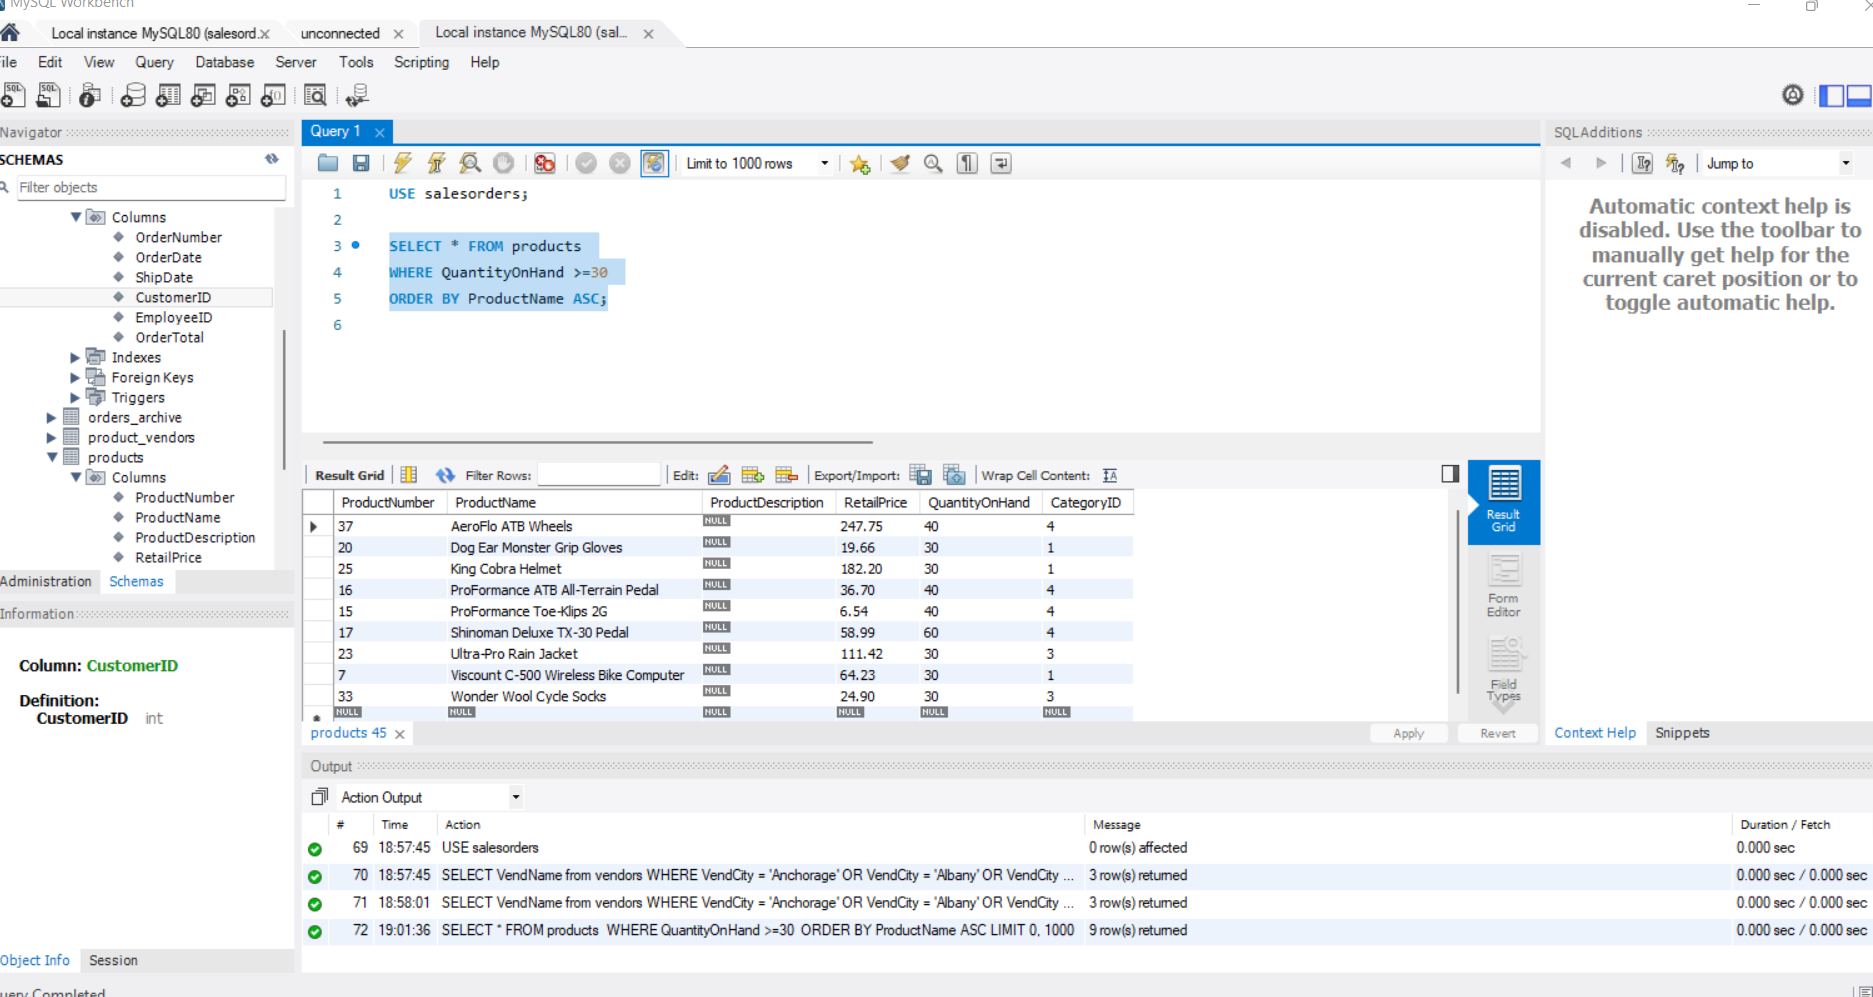 MySQL Workbench
Local instance MySQL80 (salesord...
unconnected
Local instance MySQL80 (sal...
ile Edit View Query Database Server Tools Scripting Help
Navigator
SCHEMAS
Filter objects
Columns
OrderNumber
OrderDate
ShipDate
CustomerID
EmployeeID
OrderTotal
Indexes
Foreign Keys
Triggers
orders_archive
product_vendors
products
Columns
ProductNumber
ProductName
ProductDescription
RetailPrice
Administration Schemas
Information
Column: CustomerID
Definition:
CustomerID int
Object Info Session
Query 1
Limit to 1000 rows
1 USE salesorders;
2
3 SELECT * FROM products
4 WHERE QuantityOnHand >=30
5 ORDER BY ProductName ASC;
6
Result Grid Filter Rows: Edit: Export/Import: Wrap Cell Content:
ProductNumber ProductName ProductDescription RetailPrice QuantityOnHand CategoryID
37 AeroFlo ATB Wheels NULL 247.75 40 4
20 Dog Ear Monster Grip Gloves NULL 19.66 30 1
25 King Cobra Helmet NULL 182.20 30 1
16 ProFormance ATB All-Terrain Pedal NULL 36.70 40 4
15 ProFormance Toe-Klips 2G NULL 6.54 40 4
17 Shinoman Deluxe TX-30 Pedal NULL 58.99 60 4
23 Ultra-Pro Rain Jacket NULL 111.42 30 3
7 Viscount C-500 Wireless Bike Computer NULL 64.23 30 1
33 Wonder Wool Cycle Socks NULL 24.90 30 3
NULL NULL NULL NULL NULL NULL
Result
Grid
Form
Editor
Field
Types
products 45
Apply Revert
SQLAdditions
Jump to
Automatic context help is
disabled. Use the toolbar to
manually get help for the
current caret position or to
toggle automatic help.
Context Help Snippets
Output
Action Output
# Time Action Message Duration / Fetch
69 18:57:45 USE salesorders 0 row(s) affected 0.000 sec
70 18:57:45 SELECT VendName from vendors WHERE VendCity = 'Anchorage' OR VendCity = 'Albany' OR VendCity ... 3 row(s) returned 0.000 sec / 0.000 sec
71 18:58:01 SELECT VendName from vendors WHERE VendCity = 'Anchorage' OR VendCity = 'Albany' OR VendCity ... 3 row(s) returned 0.000 sec / 0.000 sec
72 19:01:36 SELECT * FROM products WHERE QuantityOnHand >=30 ORDER BY ProductName ASC LIMIT 0, 1000 9 row(s) returned 0.000 sec / 0.000 sec
uery Completed